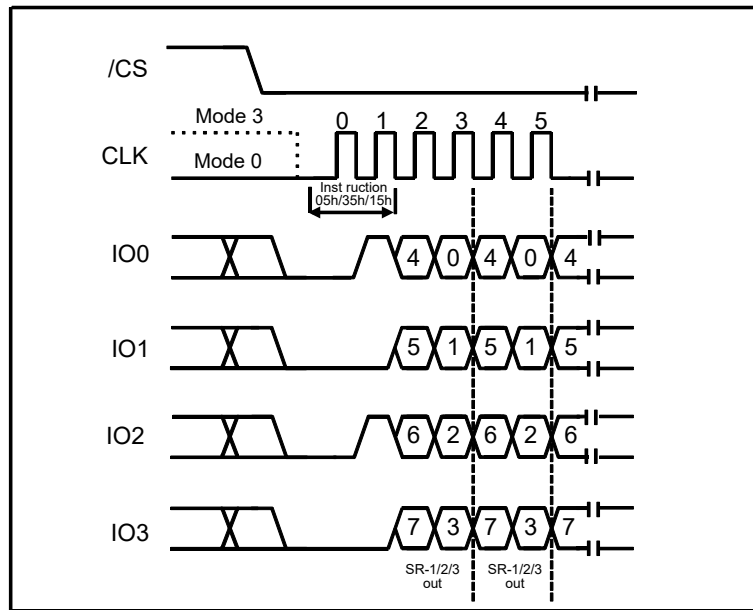 /CS
Mode 3
0 1 2 3 4 5
CLK
Mode 0
Inst ruction
05h/35h/15h
IO0 4 0 4 0 4
IO1 5 1 5 1 5
IO2 6 2 6 2 6
IO3 7 3 7 3 7
SR-1/2/3 SR-1/2/3
out out